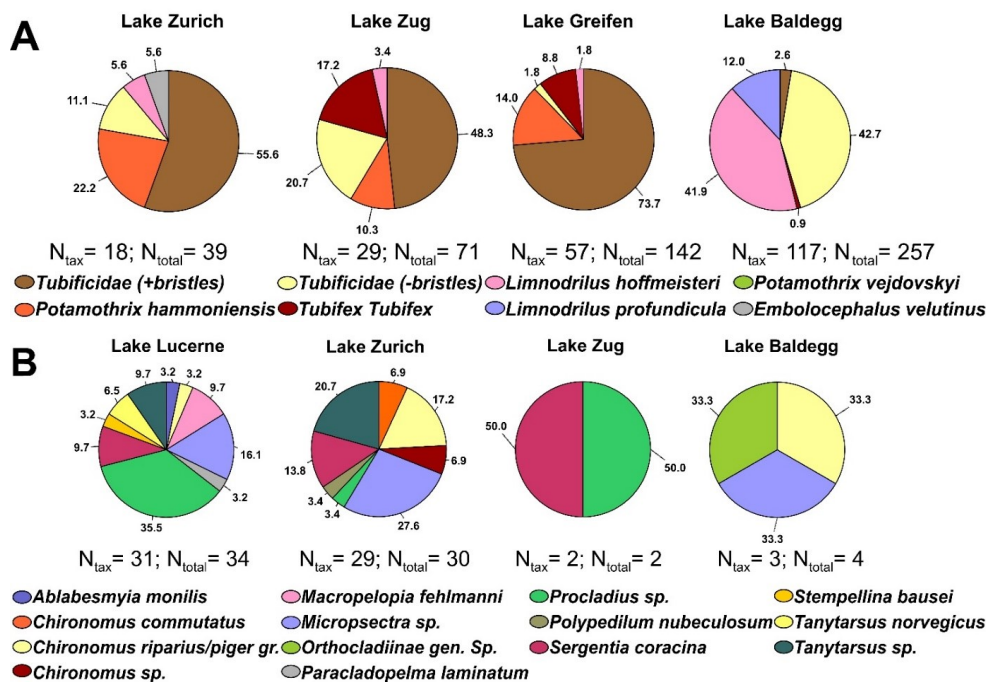 A
Lake Zurich Lake Zug Lake Greifen Lake Baldegg
5.6 5.6 11.1 22.2 55.6
3.4 17.2 20.7 10.3 48.3
1.8 8.8 1.8 14.0 73.7
2.6 12.0 42.7 41.9 0.9
Ntax= 18; Ntotal= 39 Ntax= 29; Ntotal= 71 Ntax= 57; Ntotal= 142 Ntax= 117; Ntotal= 257
Tubificidae (+bristles) Tubificidae (-bristles) Limnodrilus hoffmeisteri Potamothrix vejdovskyi
Potamothrix hammoniensis Tubifex Tubifex Limnodrilus profundicula Embolocephalus velutinus
B
Lake Lucerne Lake Zurich Lake Zug Lake Baldegg
9.7 3.2 3.2 9.7 6.5 3.2 9.7 16.1 3.2 35.5
20.7 6.9 17.2 13.8 6.9 3.4 3.4 27.6
50.0 50.0
33.3 33.3 33.3
Ntax= 31; Ntotal= 34 Ntax= 29; Ntotal= 30 Ntax= 2; Ntotal= 2 Ntax= 3; Ntotal= 4
Ablabesmyia monilis Macropelopia fehlmanni Procladius sp. Stempellina bausei
Chironomus commutatus Micropsectra sp. Polypedilum nubeculosum Tanytarsus norvegicus
Chironomus riparius/piger gr. Orthocladiinae gen. Sp. Sergentia coracina Tanytarsus sp.
Chironomus sp. Paracladopelma laminatum